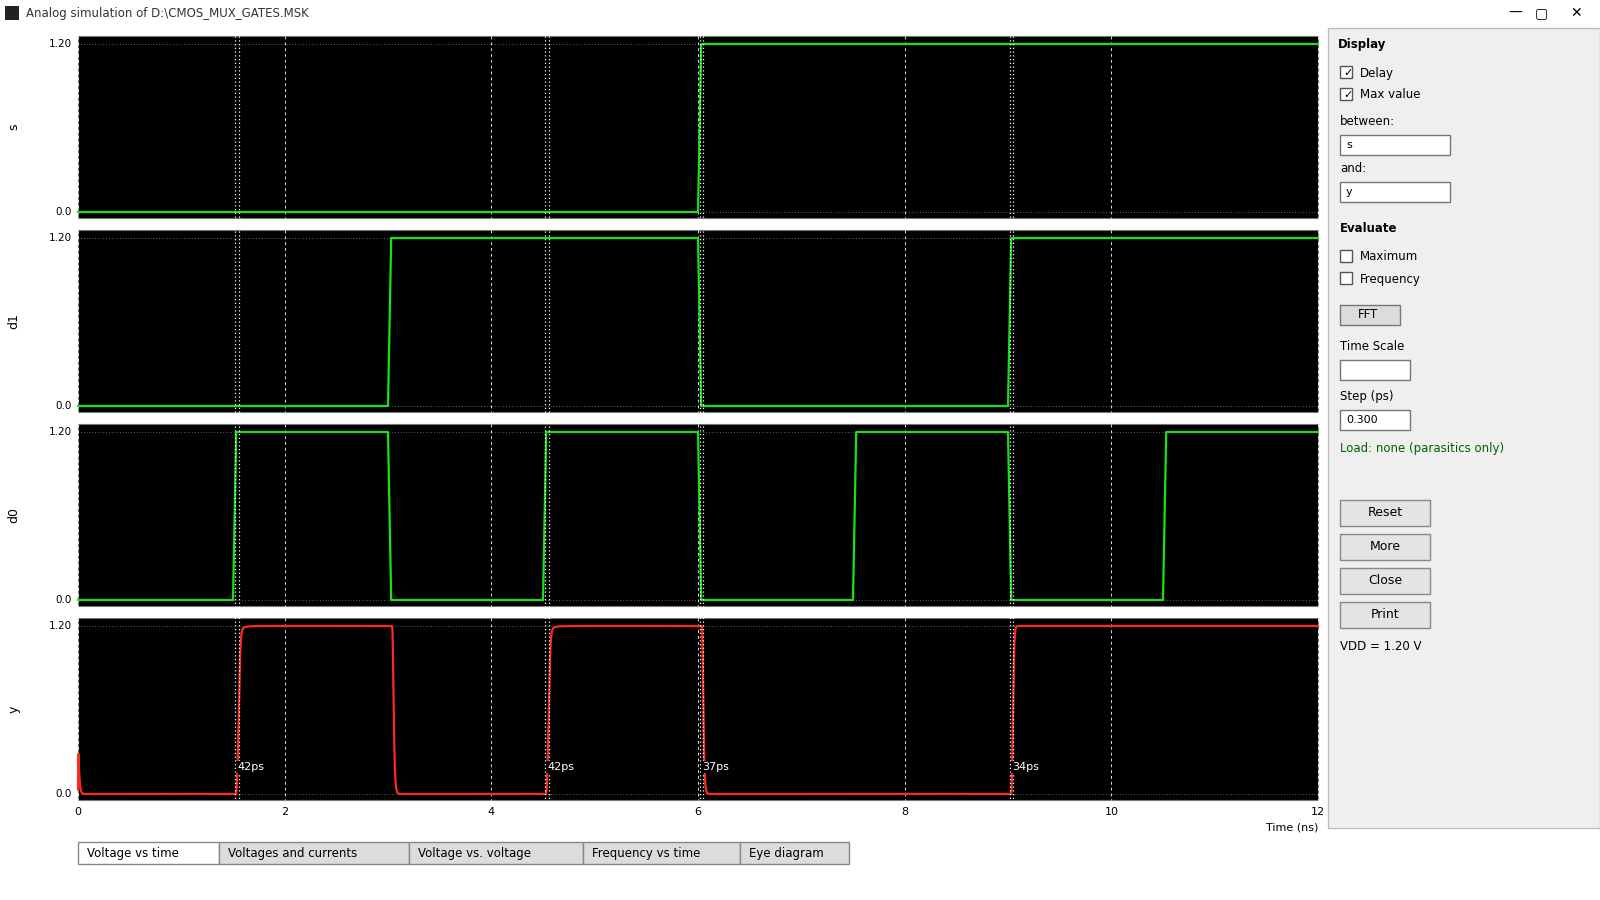 Analog simulation of D:\CMOS_MUX_GATES.MSK
1.20
s
0.0
1.20
d1
0.0
1.20
d0
0.0
1.20
y
42ps
42ps
37ps
34ps
0.0
0 2 4 6 8 10 12
Time (ns)
Voltage vs time
Voltages and currents
Voltage vs. voltage
Frequency vs time
Eye diagram
Display
Delay
Max value
between:
s
and:
y
Evaluate
Maximum
Frequency
FFT
Time Scale
Step (ps)
0.300
Load: none (parasitics only)
Reset
More
Close
Print
VDD = 1.20 V